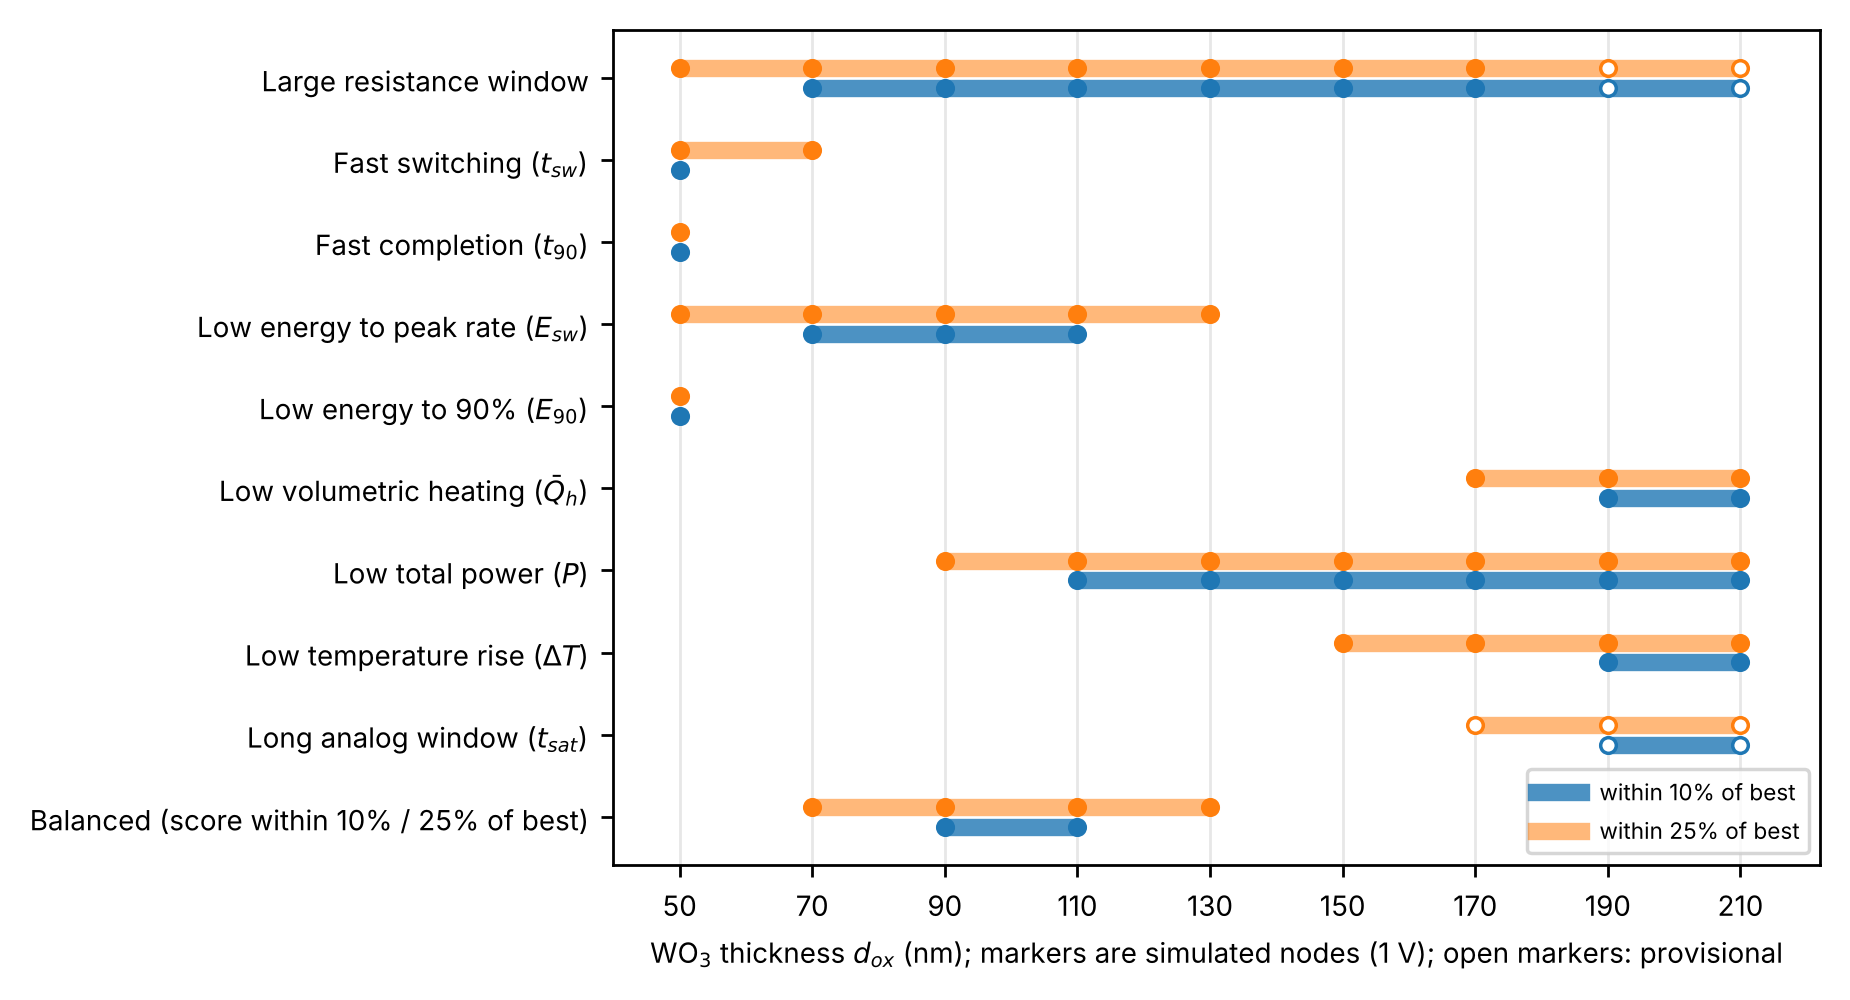 Large resistance window
Fast switching (t_sw)
Fast completion (t_90)
Low energy to peak rate (E_sw)
Low energy to 90% (E_90)
Low volumetric heating (Q̄_h)
Low total power (P)
Low temperature rise (ΔT)
Long analog window (t_sat)
Balanced (score within 10% / 25% of best)
within 10% of best
within 25% of best
50 70 90 110 130 150 170 190 210
WO₃ thickness d_ox (nm); markers are simulated nodes (1 V); open markers: provisional